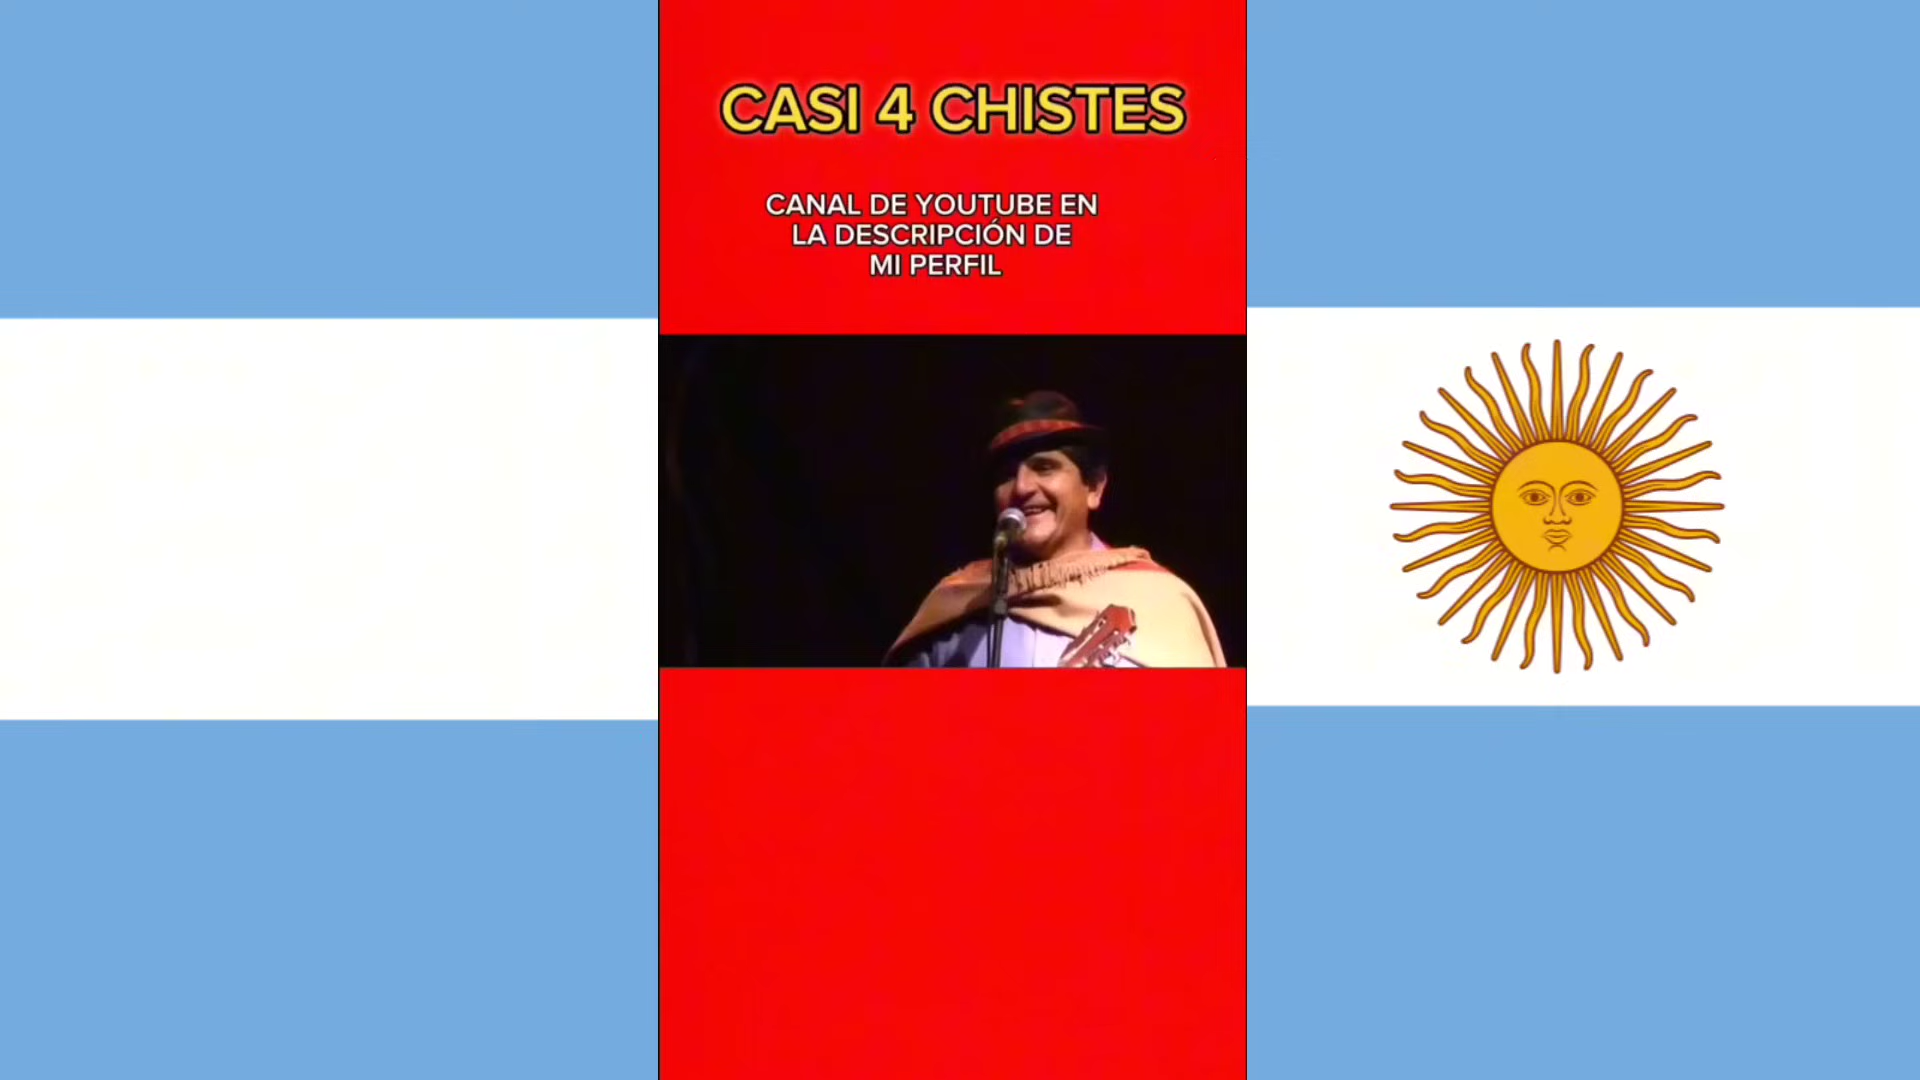 CASI 4 CHISTES
CANAL DE YOUTUBE EN
LA DESCRIPCIÓN DE
MI PERFIL